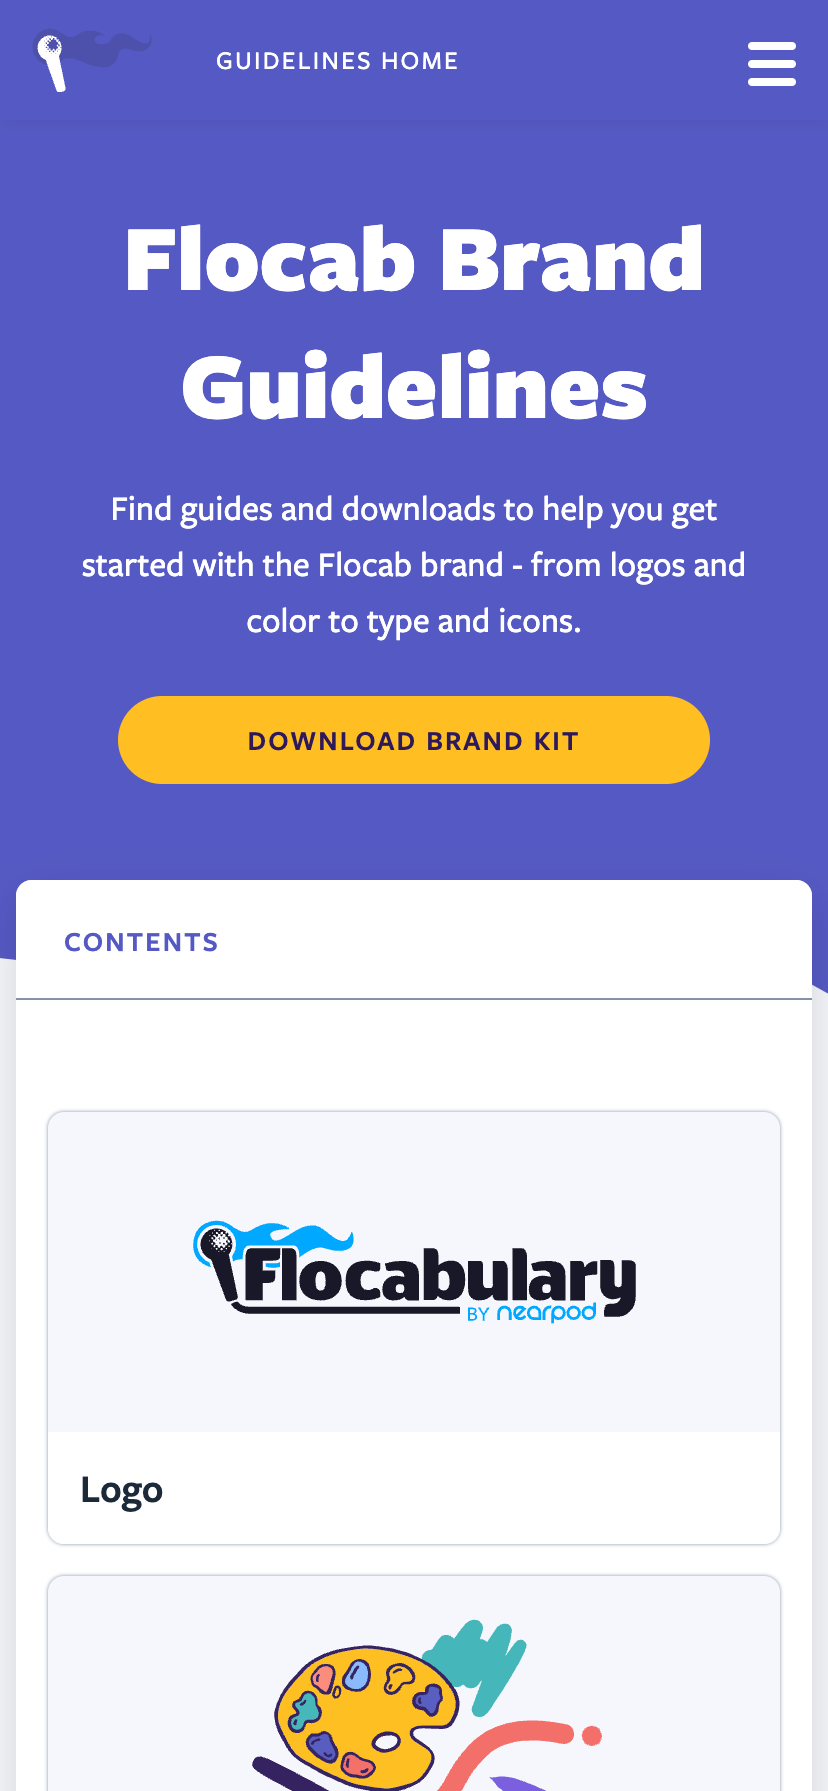 GUIDELINES HOME
Flocab Brand
Guidelines
Find guides and downloads to help you get
started with the Flocab brand - from logos and
color to type and icons.
DOWNLOAD BRAND KIT
CONTENTS
Flocabulary
BY nearpod
Logo